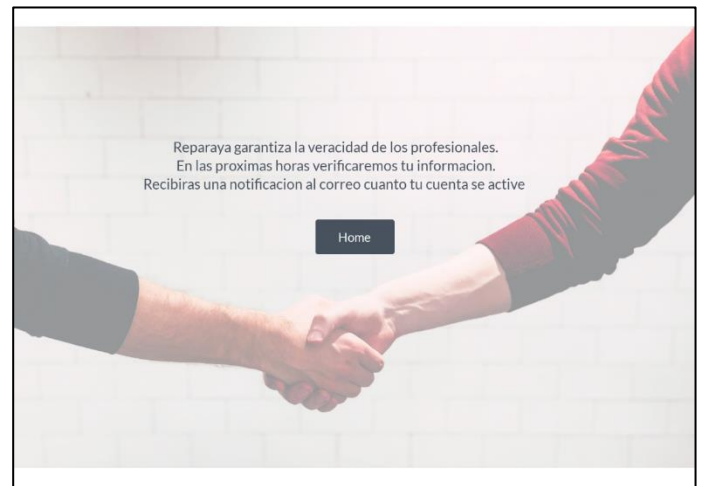 Reparaya garantiza la veracidad de los profesionales.
En las proximas horas verificaremos tu informacion.
Recibiras una notificacion al correo cuanto tu cuenta se active
Home